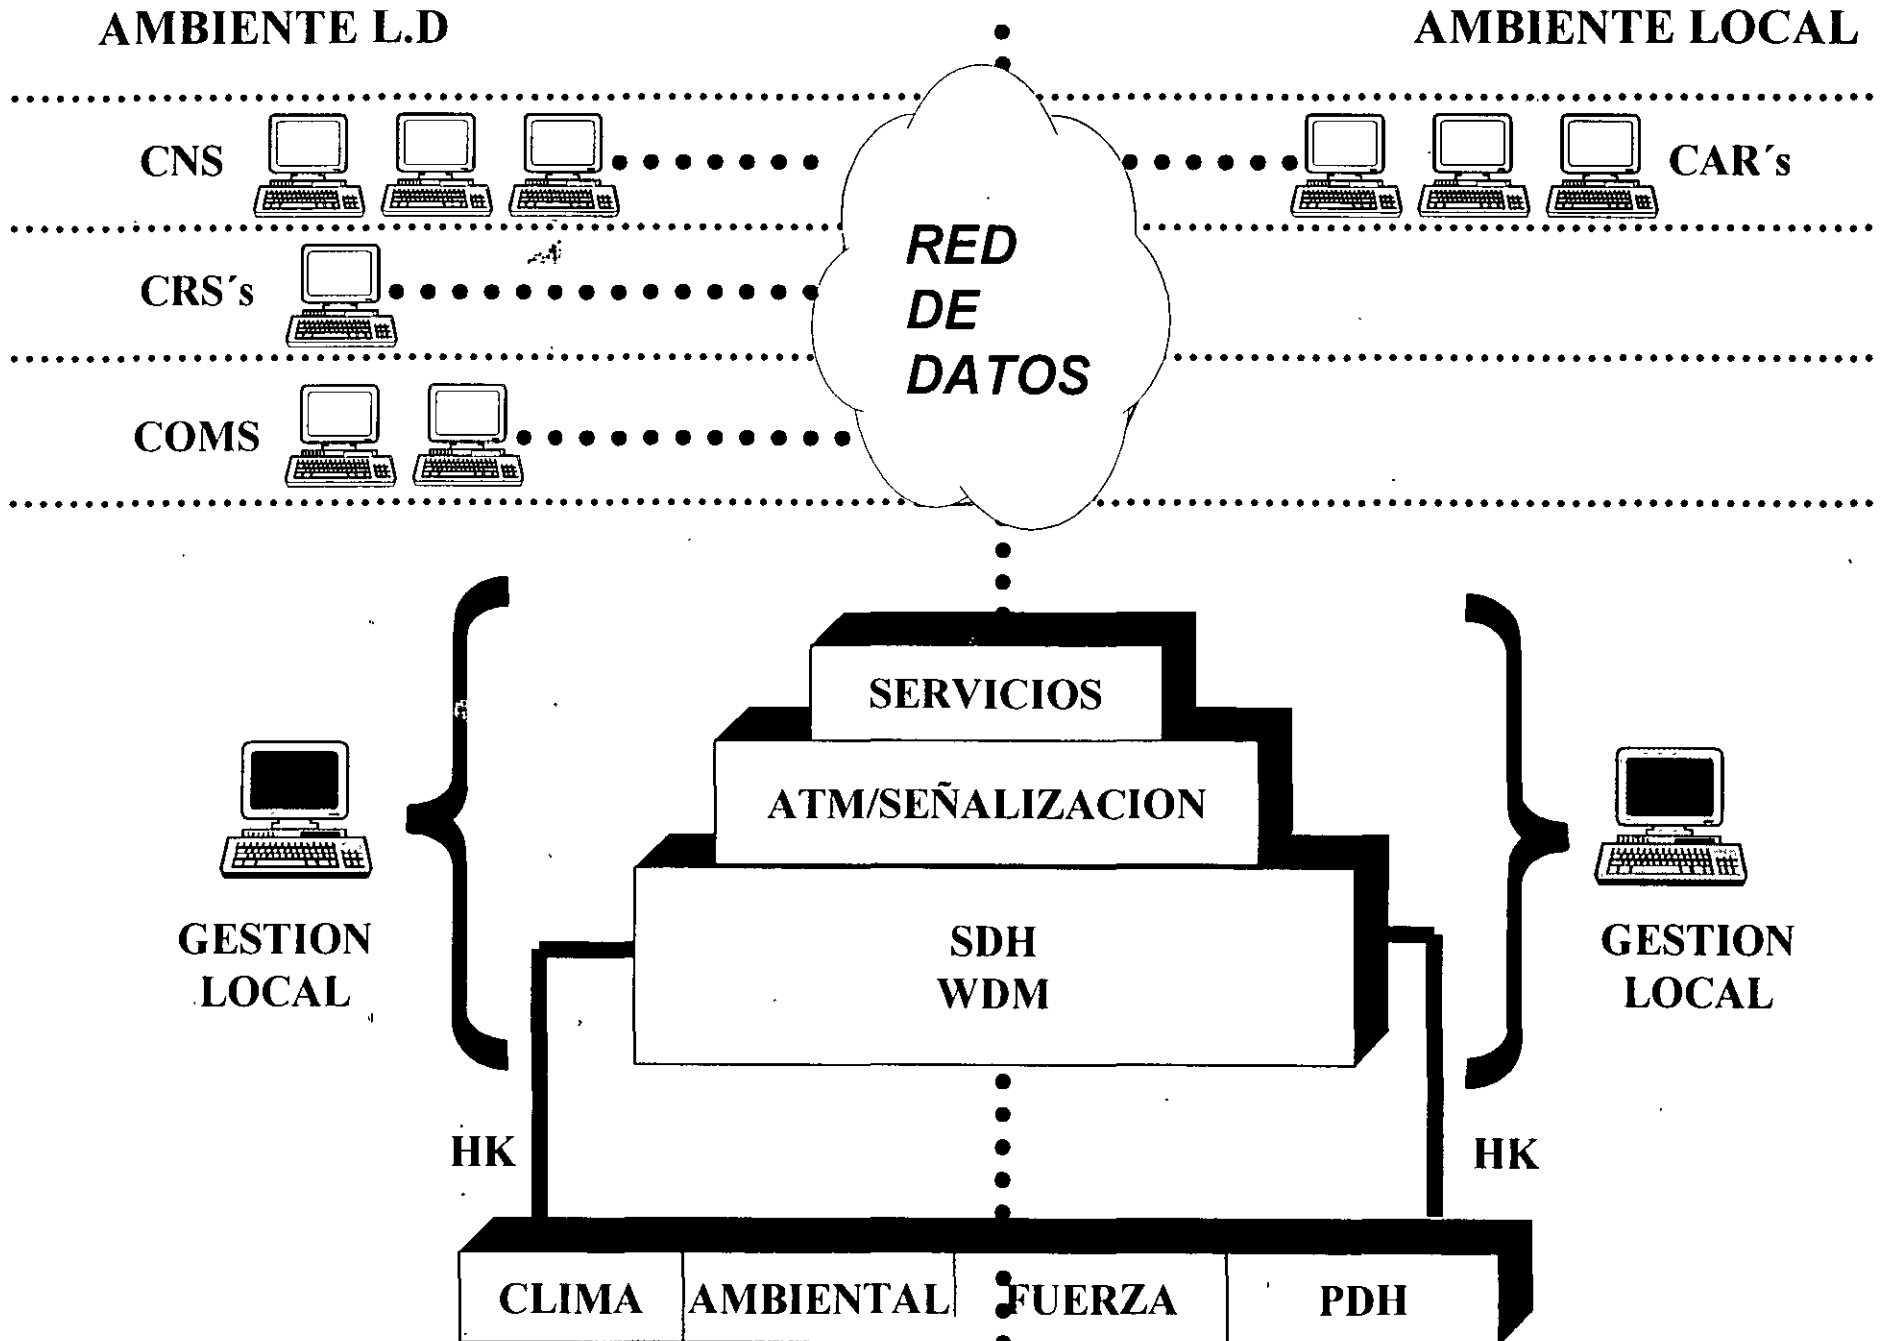 AMBIENTE L.D
AMBIENTE LOCAL
CNS
CAR´s
CRS´s
COMS
RED
DE
DATOS
SERVICIOS
ATM/SEÑALIZACION
SDH
WDM
GESTION
LOCAL
GESTION
LOCAL
HK
HK
CLIMA
AMBIENTAL
FUERZA
PDH